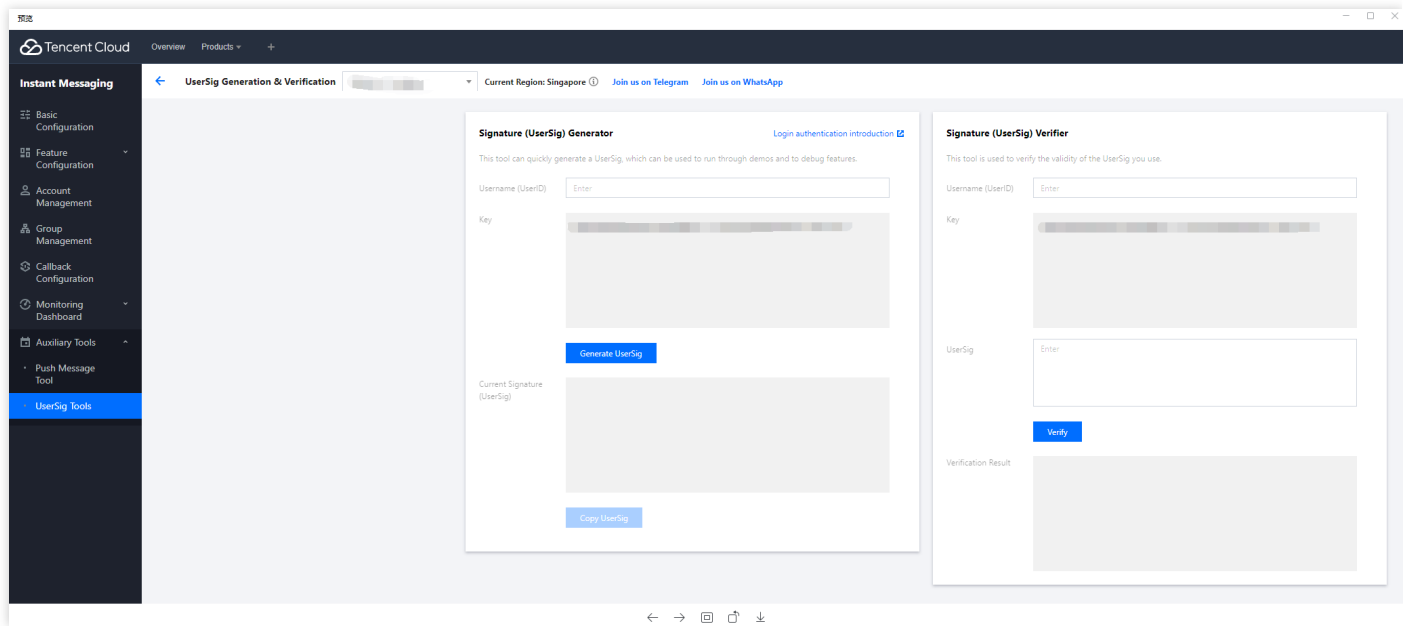 预览
Tencent Cloud
Overview
Products
Instant Messaging
UserSig Generation & Verification
Current Region: Singapore
Join us on Telegram
Join us on WhatsApp
Basic
Configuration
Feature
Configuration
Account
Management
Group
Management
Callback
Configuration
Monitoring
Dashboard
Auxiliary Tools
Push Message
Tool
UserSig Tools
Signature (UserSig) Generator
Login authentication introduction
This tool can quickly generate a UserSig, which can be used to run through demos and to debug features.
Username (UserID)
Enter
Key
Generate UserSig
Current Signature
(UserSig)
Copy UserSig
Signature (UserSig) Verifier
This tool is used to verify the validity of the UserSig you use.
Username (UserID)
Enter
Key
UserSig
Enter
Verify
Verification Result